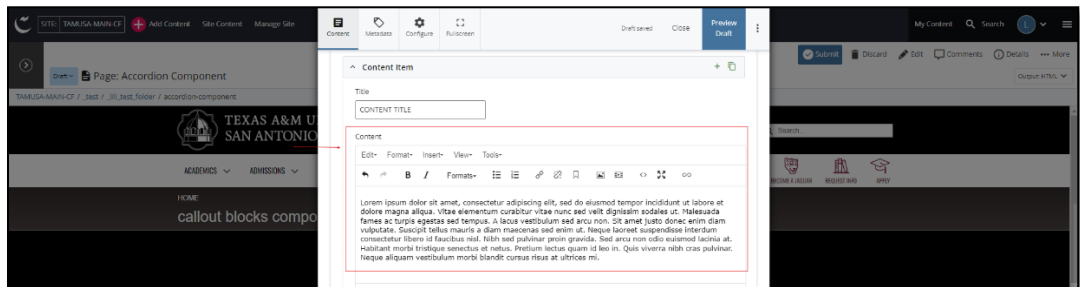 SITE: TAMUSA-MAIN-CF
Add Content Site Content Manage Site
Content Metadata Configure Fullscreen
Draft saved Close Preview Draft
My Content Search L
Submit Discard Edit Comments Details More
Draft Page: Accordion Component
Output: HTML
TAMUSA-MAIN-CF / _test / _lili_test_folder / accordion-component
Content Item
Title
CONTENT TITLE
TEXAS A&M U
SAN ANTONIO
Search...
ACADEMICS ADMISSIONS
BECOME A JAGUAR REQUEST INFO APPLY
HOME
callout blocks compo
Content
Edit Format Insert View Tools
B I Formats
Lorem ipsum dolor sit amet, consectetur adipiscing elit, sed do eiusmod tempor incididunt ut labore et
dolore magna aliqua. Vitae elementum curabitur vitae nunc sed velit dignissim sodales ut. Malesuada
fames ac turpis egestas sed tempus. A lacus vestibulum sed arcu non. Sit amet justo donec enim diam
vulputate. Suscipit tellus mauris a diam maecenas sed enim ut. Neque laoreet suspendisse interdum
consectetur libero id faucibus nisl. Nibh sed pulvinar proin gravida. Sed arcu non odio euismod lacinia at.
Habitant morbi tristique senectus et netus. Pretium lectus quam id leo in. Quis viverra nibh cras pulvinar.
Neque aliquam vestibulum morbi blandit cursus risus at ultrices mi.